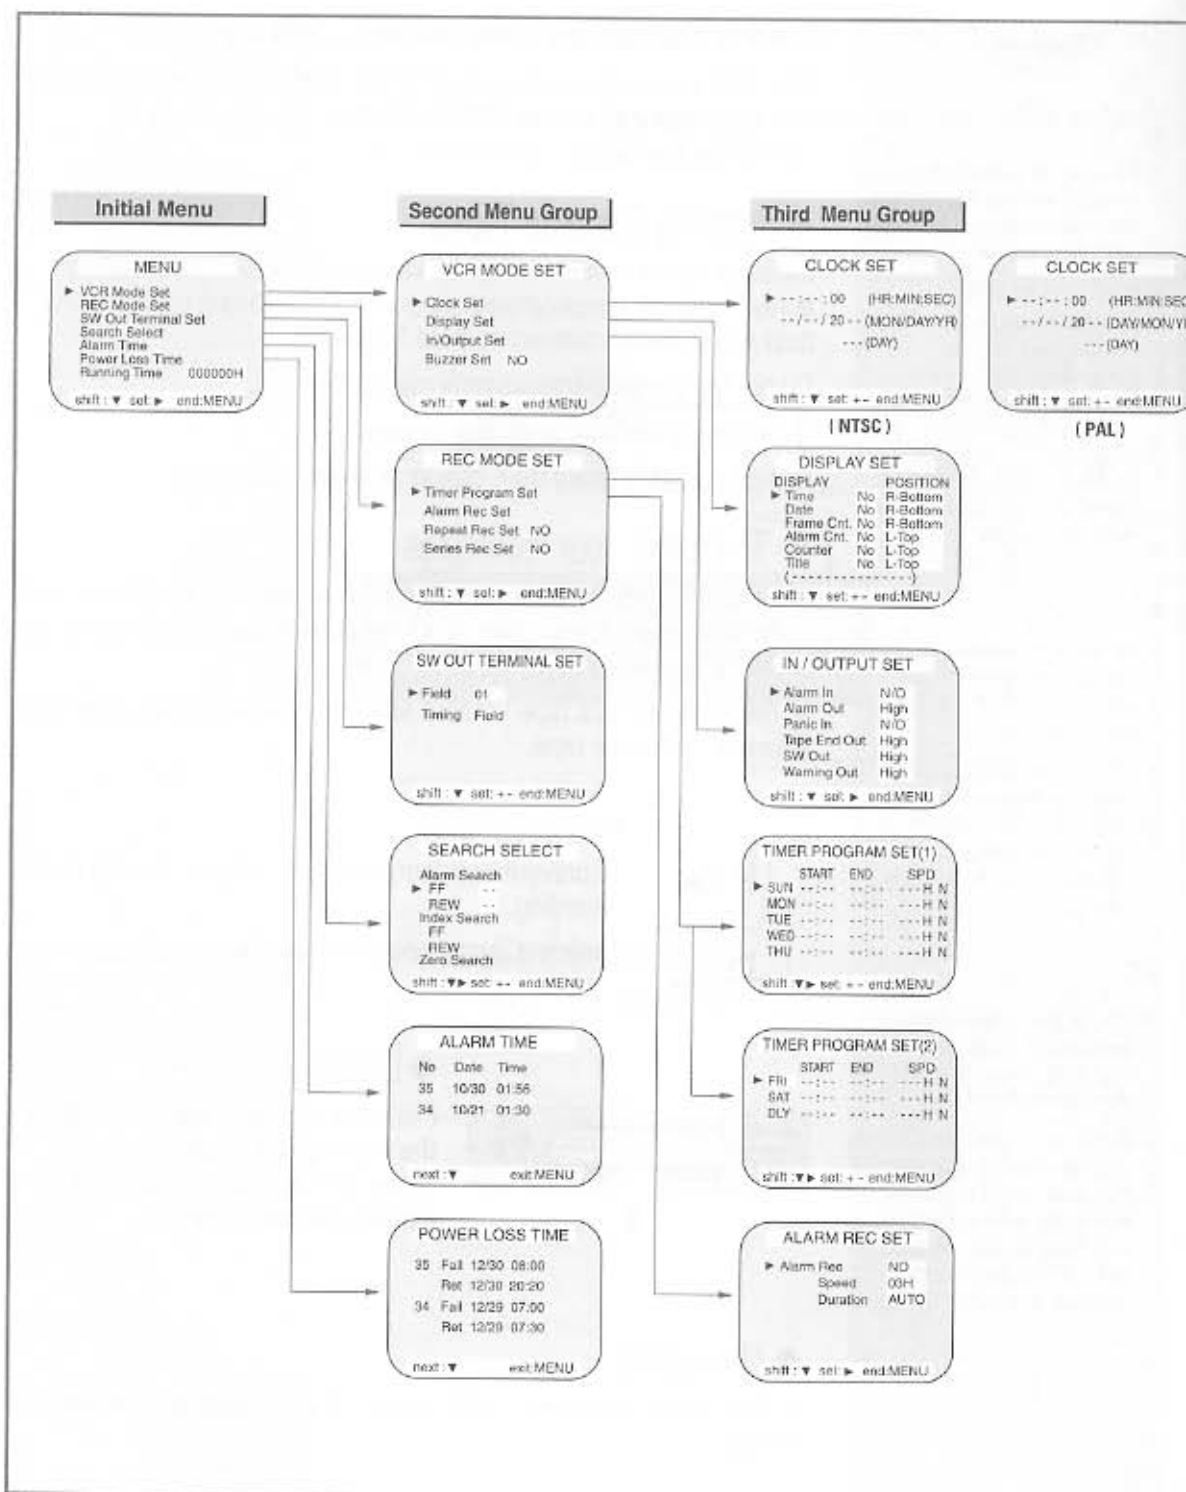 Initial Menu
MENU
► VCR Mode Set
REC Mode Set
SW Out Terminal Set
Search Select
Alarm Time
Power Loss Time
Running Time 000000H
shift : ▼ set: ► end:MENU
Second Menu Group
VCR MODE SET
► Clock Set
Display Set
In/Output Set
Buzzer Set NO
shift : ▼ set: ► end:MENU
REC MODE SET
► Timer Program Set
Alarm Rec Set
Repeat Rec Set NO
Series Rec Set NO
shift : ▼ set: ► end:MENU
SW OUT TERMINAL SET
► Field 01
Timing Field
shift : ▼ set: + - end:MENU
SEARCH SELECT
Alarm Search
► FF - -
REW - -
Index Search
FF
REW
Zero Search
shift : ▼► set: + - end:MENU
ALARM TIME
No Date Time
35 10/30 01:56
34 10/21 01:30
next : ▼ exit:MENU
POWER LOSS TIME
35 Fail 12/30 08:00
Ret 12/30 20:20
34 Fail 12/29 07:00
Ret 12/29 07:30
next : ▼ exit:MENU
Third Menu Group
CLOCK SET
► - - : - - : 00 (HR:MIN:SEC)
- - / - - / 20 - - (MON/DAY/YR)
- - - (DAY)
shift : ▼ set: + - end:MENU
( NTSC )
CLOCK SET
► - - : - - : 00 (HR:MIN:SEC
- - / - - / 20 - - (DAY/MON/Y
- - - (DAY)
shift : ▼ set: + - end:MENU
( PAL )
DISPLAY SET
DISPLAY POSITION
► Time No R-Bottom
Date No R-Bottom
Frame Cnt. No R-Bottom
Alarm Cnt. No L-Top
Counter No L-Top
Title No L-Top
( - - - - - - - - - - - - - - - )
shift : ▼ set: + - end:MENU
IN / OUTPUT SET
► Alarm In N/O
Alarm Out High
Panic In N/O
Tape End Out High
SW Out High
Warning Out High
shift : ▼ set: ► end:MENU
TIMER PROGRAM SET(1)
START END SPD
► SUN - - : - - - - : - - - - - H N
MON - - : - - - - : - - - - - H N
TUE - - : - - - - : - - - - - H N
WED - - : - - - - : - - - - - H N
THU - - : - - - - : - - - - - H N
shift : ▼► set: + - end:MENU
TIMER PROGRAM SET(2)
START END SPD
► FRI - - : - - - - : - - - - - H N
SAT - - : - - - - : - - - - - H N
DLY - - : - - - - : - - - - - H N
shift : ▼► set: + - end:MENU
ALARM REC SET
► Alarm Rec NO
Speed 03H
Duration AUTO
shift : ▼ set: ► end:MENU